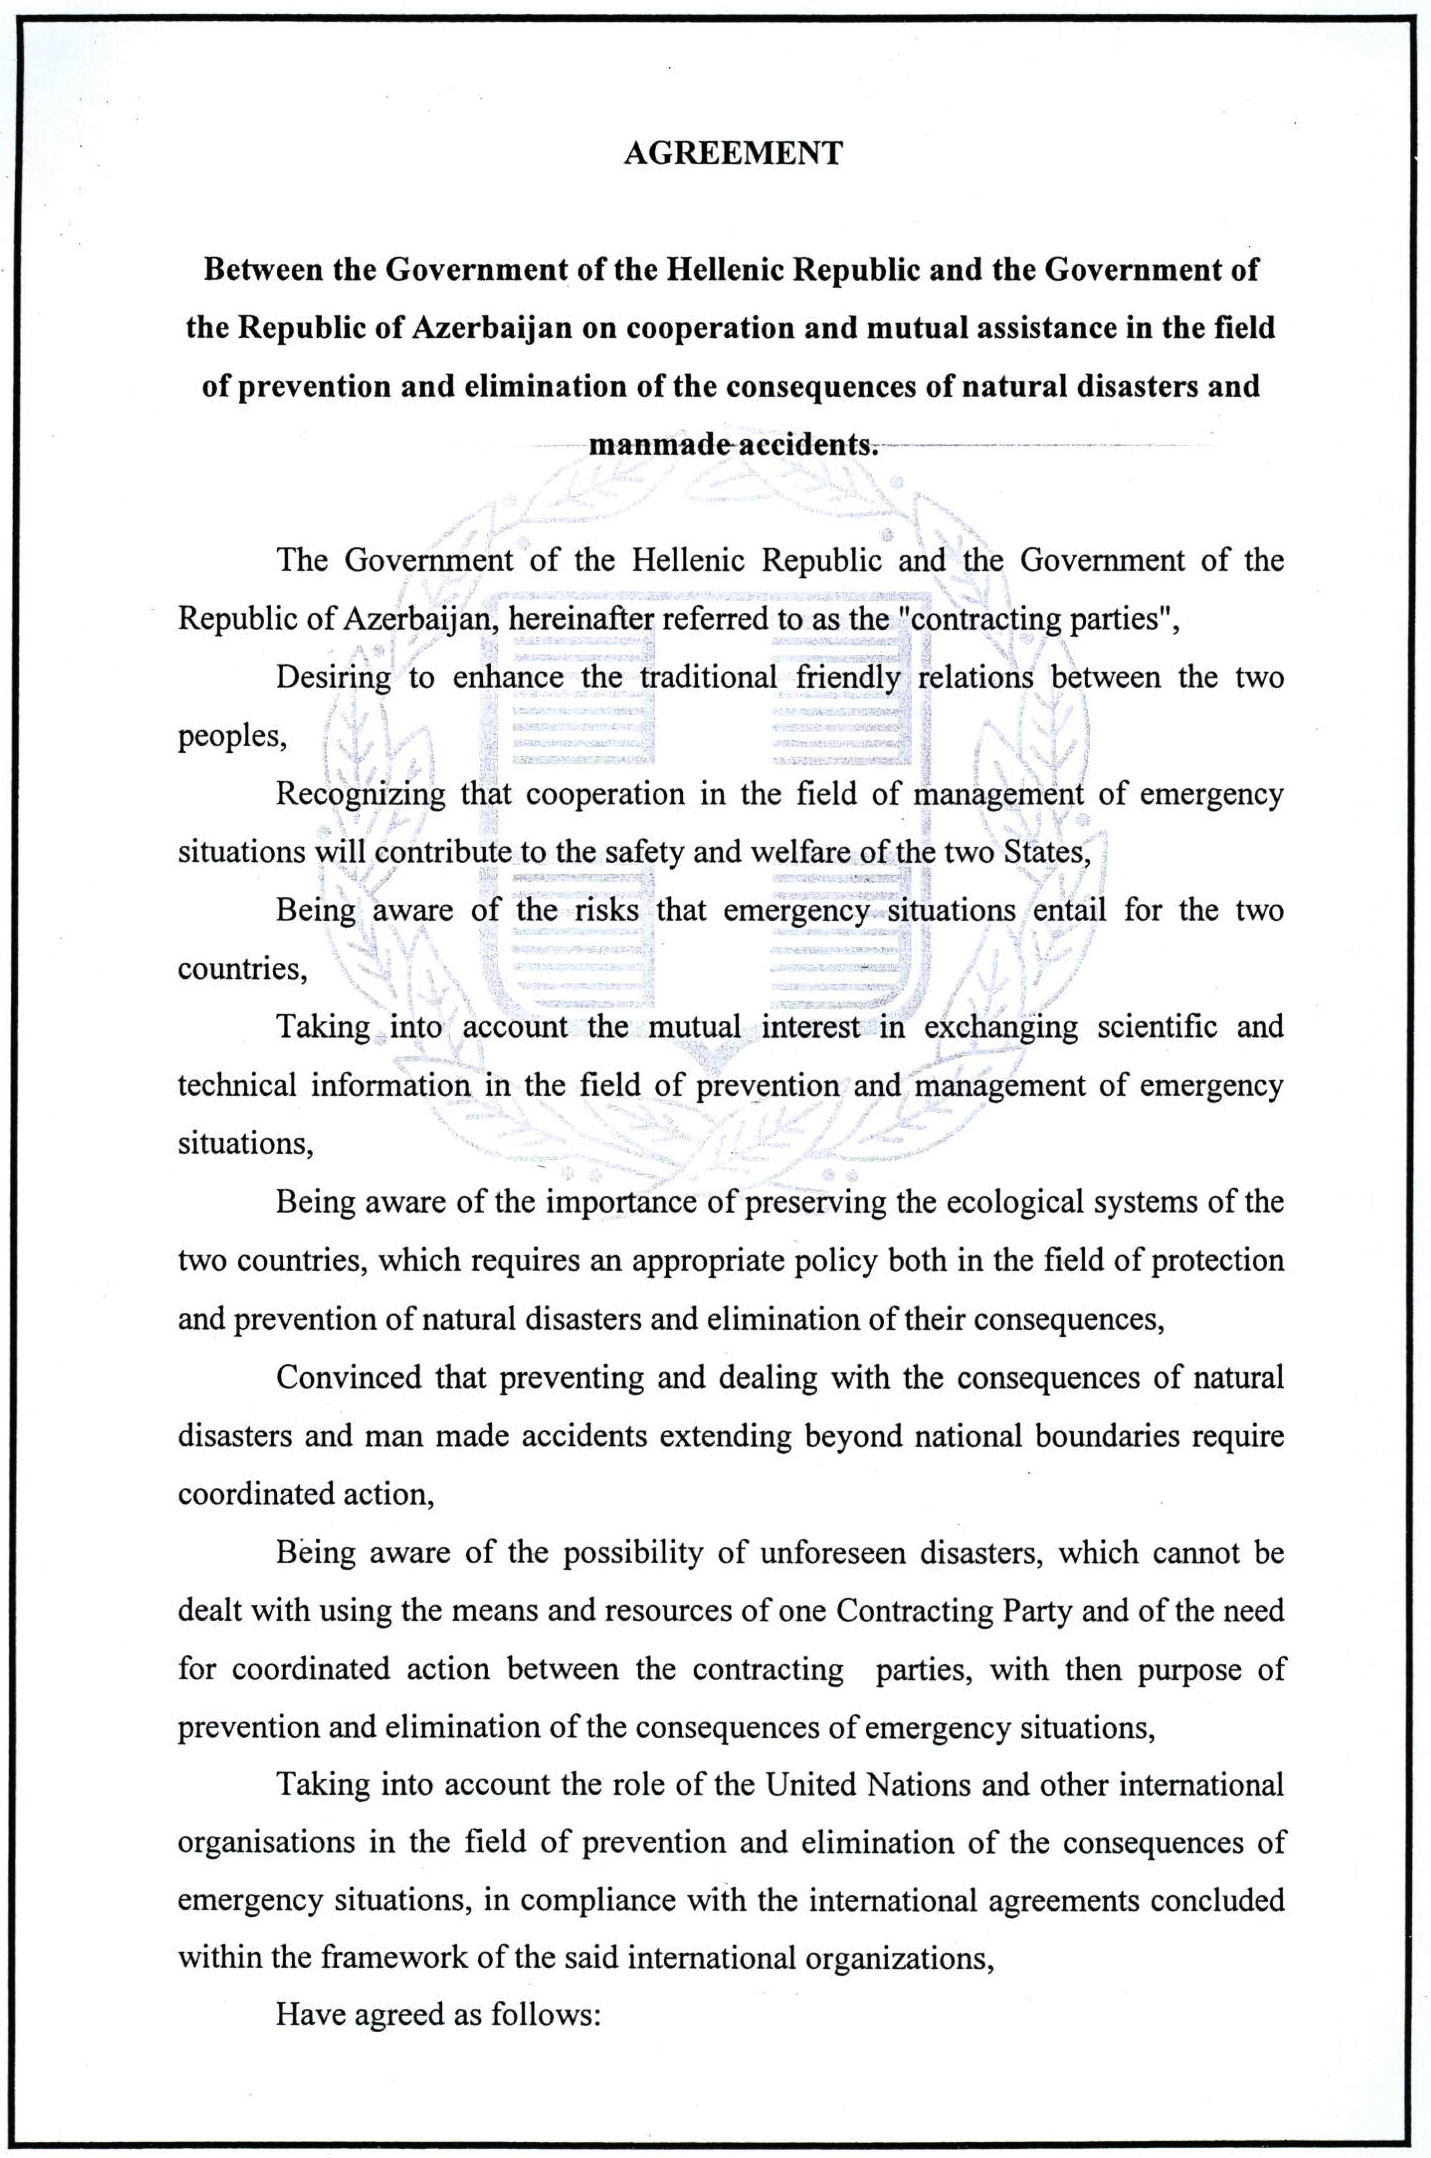 AGREEMENT
Between the Government of the Hellenic Republic and the Government of
the Republic of Azerbaijan on cooperation and mutual assistance in the field
of prevention and elimination of the consequences of natural disasters and
manmade accidents.
The Government of the Hellenic Republic and the Government of the
Republic of Azerbaijan, hereinafter referred to as the "contracting parties",
Desiring to enhance the traditional friendly relations between the two
peoples,
Recognizing that cooperation in the field of management of emergency
situations will contribute to the safety and welfare of the two States,
Being aware of the risks that emergency situations entail for the two
countries,
Taking into account the mutual interest in exchanging scientific and
technical information in the field of prevention and management of emergency
situations,
Being aware of the importance of preserving the ecological systems of the
two countries, which requires an appropriate policy both in the field of protection
and prevention of natural disasters and elimination of their consequences,
Convinced that preventing and dealing with the consequences of natural
disasters and man made accidents extending beyond national boundaries require
coordinated action,
Being aware of the possibility of unforeseen disasters, which cannot be
dealt with using the means and resources of one Contracting Party and of the need
for coordinated action between the contracting parties, with then purpose of
prevention and elimination of the consequences of emergency situations,
Taking into account the role of the United Nations and other international
organisations in the field of prevention and elimination of the consequences of
emergency situations, in compliance with the international agreements concluded
within the framework of the said international organizations,
Have agreed as follows: